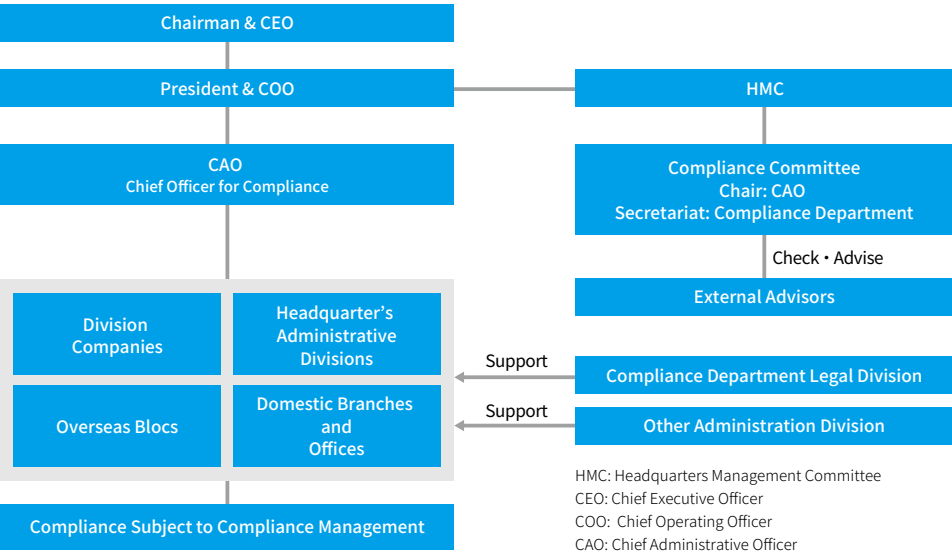 Chairman & CEO
President & COO
HMC
CAO
Chief Officer for Compliance
Compliance Committee
Chair: CAO
Secretariat: Compliance Department
Check・Advise
External Advisors
Division
Companies
Headquarter's
Administrative
Divisions
Overseas Blocs
Domestic Branches
and
Offices
Support
Compliance Department Legal Division
Support
Other Administration Division
Compliance Subject to Compliance Management
HMC: Headquarters Management Committee
CEO: Chief Executive Officer
COO: Chief Operating Officer
CAO: Chief Administrative Officer